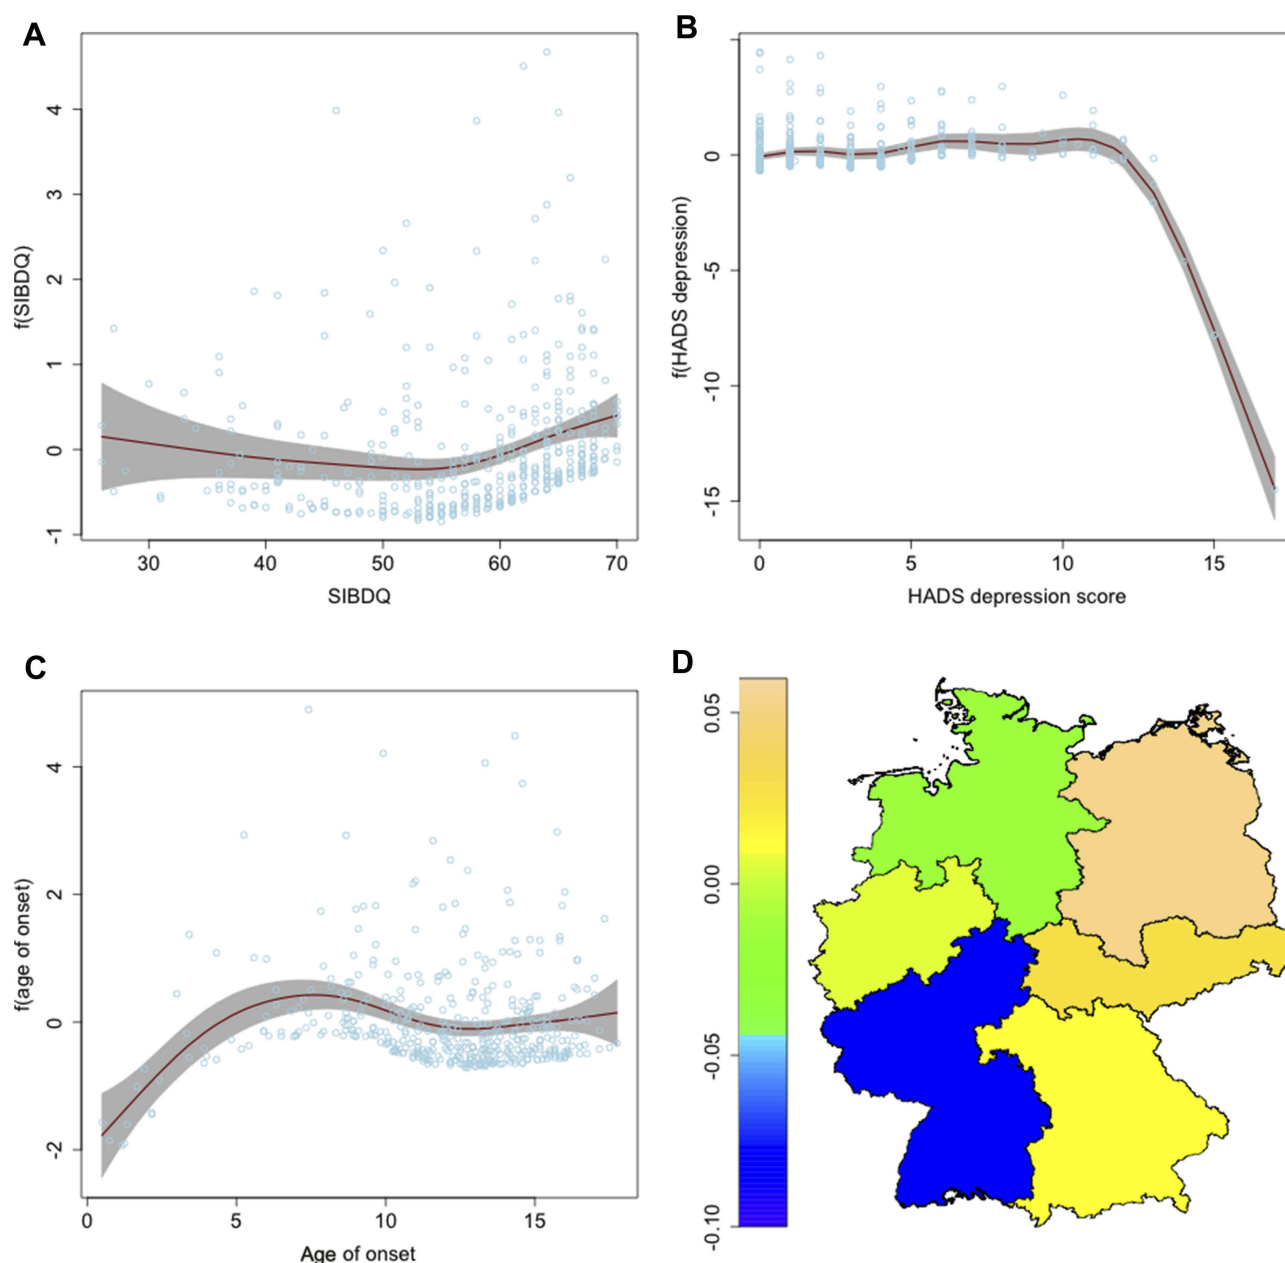 A
f(SIBDQ)
4
3
2
1
0
-1
30 40 50 60 70
SIBDQ
B
f(HADS depression)
0
-5
-10
-15
0 5 10 15
HADS depression score
C
f(age of onset)
4
2
0
-2
0 5 10 15
Age of onset
D
0.05
0.00
-0.05
-0.10